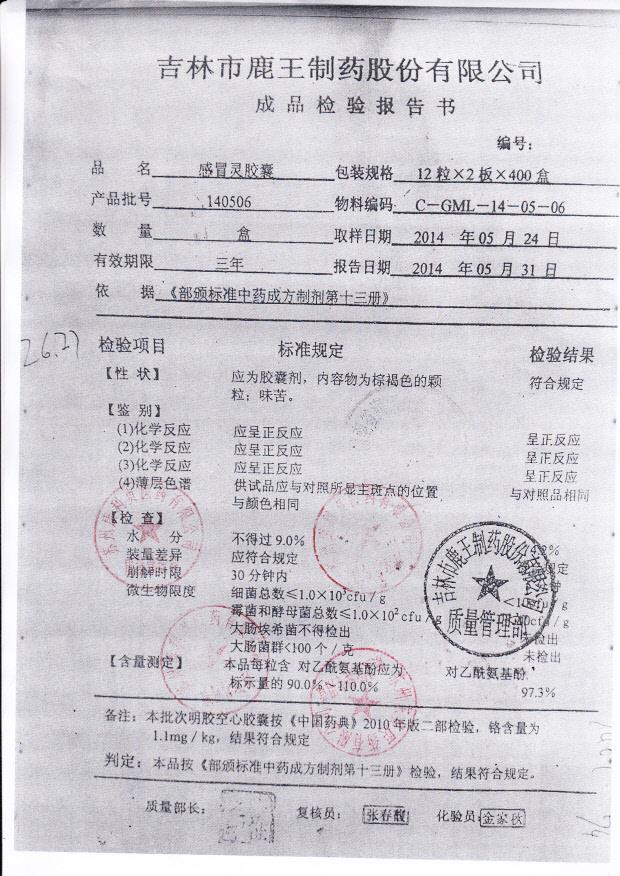 吉林市鹿王制药股份有限公司
成品检验报告书
编号:
品 名 感冒灵胶囊 包装规格 12粒×2板×400盒
产品批号 140506 物料编码 C-GML-14-05-06
数 量 盒 取样日期 2014 年05月24日
有效期限 三年 报告日期 2014 年05月31日
依 据 《部颁标准中药成方制剂第十三册》
检验项目 标准规定 检验结果
【性 状】 应为胶囊剂，内容物为棕褐色的颗 符合规定
粒；味苦。
【鉴 别】
(1)化学反应 应呈正反应 呈正反应
(2)化学反应 应呈正反应 呈正反应
(3)化学反应 应呈正反应 呈正反应
(4)薄层色谱 供试品应与对照所显主斑点的位置 与对照品相同
与颜色相同
【检 查】
水 分 不得过9.0%
装量差异 应符合规定
崩解时限 30分钟内
微生物限度 细菌总数≤1.0×10³cfu/g
霉菌和酵母菌总数≤1.0×10²cfu/g
大肠埃希菌不得检出 未检出
大肠菌群<100个/克 未检出
【含量测定】 本品每粒含 对乙酰氨基酚应为 对乙酰氨基酚
标示量的90.0%~110.0% 97.3%
吉林市鹿王制药股份有限公司
质量管理部
备注: 本批次明胶空心胶囊按《中国药典》2010年版二部检验，铬含量为
1.1mg/kg，结果符合规定
判定: 本品按《部颁标准中药成方制剂第十三册》检验，结果符合规定。
质量部长: 复核员: 张春馥 化验员: 金家秋